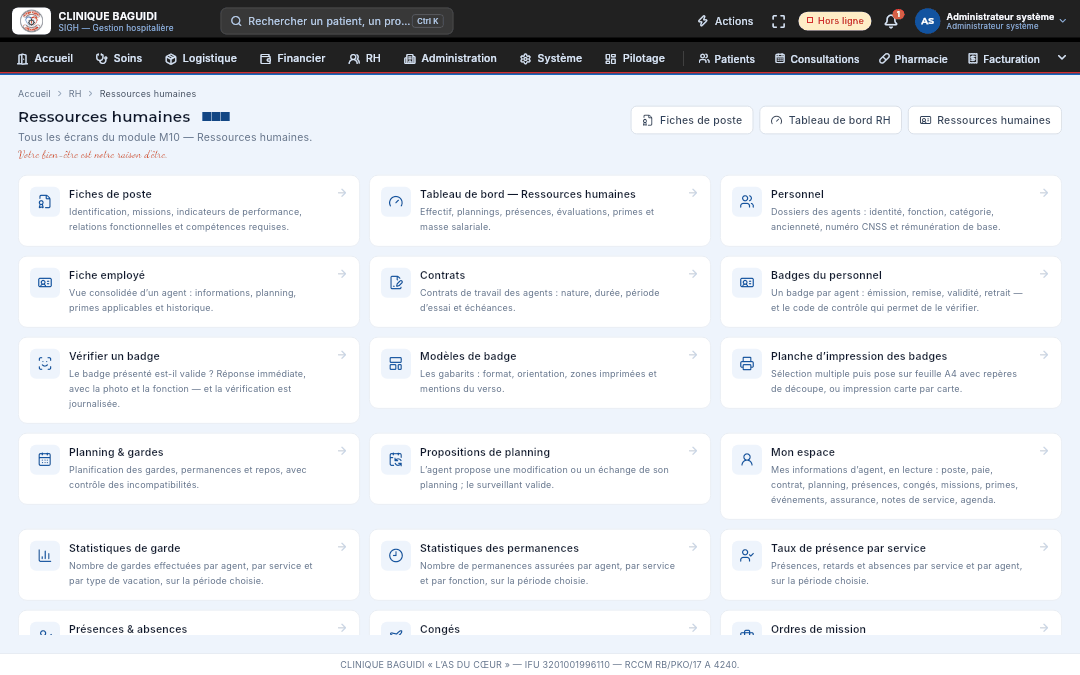 CLINIQUE BAGUIDI
SIGH — Gestion hospitalière
Rechercher un patient, un pro... Ctrl K
Actions
Hors ligne
1
AS
Administrateur système
Administrateur système
Accueil Soins Logistique Financier RH Administration Système Pilotage Patients Consultations Pharmacie Facturation
Accueil > RH > Ressources humaines
Ressources humaines
Tous les écrans du module M10 — Ressources humaines.
Votre bien-être est notre raison d'être.
Fiches de poste Tableau de bord RH Ressources humaines
Fiches de poste
Identification, missions, indicateurs de performance,
relations fonctionnelles et compétences requises.
Tableau de bord — Ressources humaines
Effectif, plannings, présences, évaluations, primes et
masse salariale.
Personnel
Dossiers des agents : identité, fonction, catégorie,
ancienneté, numéro CNSS et rémunération de base.
Fiche employé
Vue consolidée d'un agent : informations, planning,
primes applicables et historique.
Contrats
Contrats de travail des agents : nature, durée, période
d'essai et échéances.
Badges du personnel
Un badge par agent : émission, remise, validité, retrait —
et le code de contrôle qui permet de le vérifier.
Vérifier un badge
Le badge présenté est-il valide ? Réponse immédiate,
avec la photo et la fonction — et la vérification est
journalisée.
Modèles de badge
Les gabarits : format, orientation, zones imprimées et
mentions du verso.
Planche d'impression des badges
Sélection multiple puis pose sur feuille A4 avec repères
de découpe, ou impression carte par carte.
Planning & gardes
Planification des gardes, permanences et repos, avec
contrôle des incompatibilités.
Propositions de planning
L'agent propose une modification ou un échange de son
planning ; le surveillant valide.
Mon espace
Mes informations d'agent, en lecture : poste, paie,
contrat, planning, présences, congés, missions, primes,
événements, assurance, notes de service, agenda.
Statistiques de garde
Nombre de gardes effectuées par agent, par service et
par type de vacation, sur la période choisie.
Statistiques des permanences
Nombre de permanences assurées par agent, par service
et par fonction, sur la période choisie.
Taux de présence par service
Présences, retards et absences par service et par agent,
sur la période choisie.
Présences & absences
Congés
Ordres de mission
CLINIQUE BAGUIDI « L'AS DU CŒUR » — IFU 3201001996110 — RCCM RB/PKO/17 A 4240.